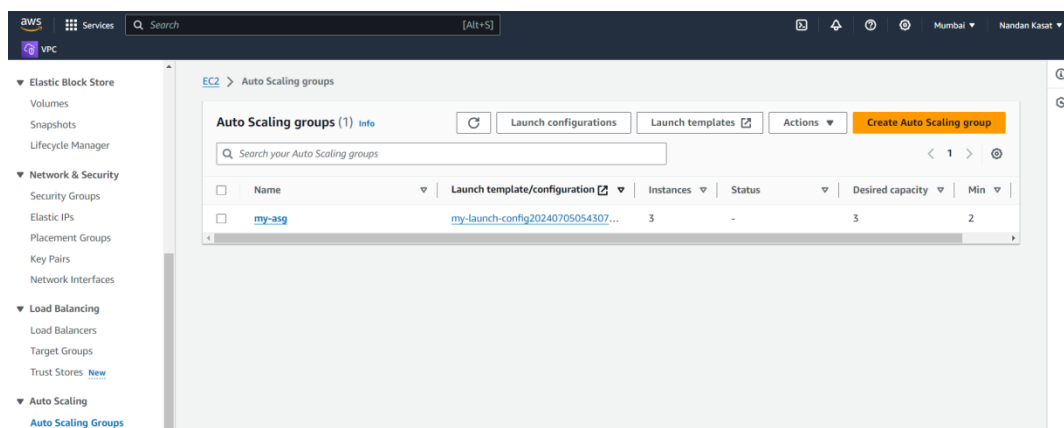 aws Services Search [Alt+S] Mumbai Nandan Kasat
VPC
Elastic Block Store
Volumes
Snapshots
Lifecycle Manager
Network & Security
Security Groups
Elastic IPs
Placement Groups
Key Pairs
Network Interfaces
Load Balancing
Load Balancers
Target Groups
Trust Stores New
Auto Scaling
Auto Scaling Groups
EC2 > Auto Scaling groups
Auto Scaling groups (1) Info Launch configurations Launch templates Actions Create Auto Scaling group
Search your Auto Scaling groups < 1 >
Name Launch template/configuration Instances Status Desired capacity Min
my-asg my-launch-config20240705054307... 3 - 3 2